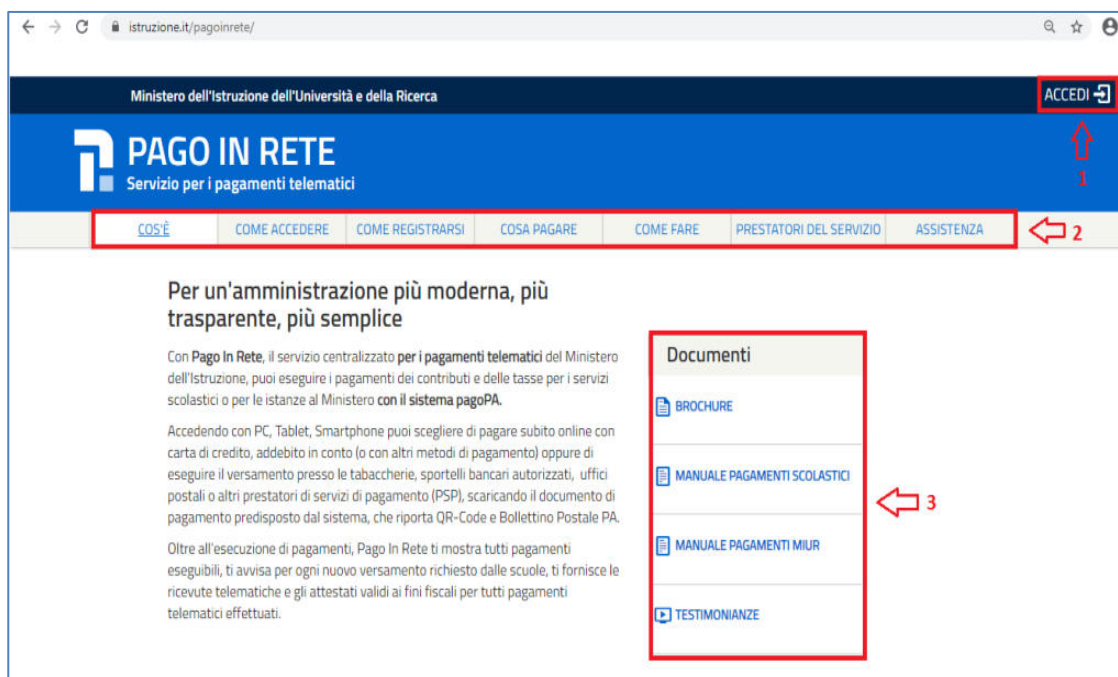 istruzione.it/pagoinrete/
Ministero dell'Istruzione dell'Università e della Ricerca
ACCEDI
1
PAGO IN RETE
Servizio per i pagamenti telematici
COS'È COME ACCEDERE COME REGISTRARSI COSA PAGARE COME FARE PRESTATORI DEL SERVIZIO ASSISTENZA
2
Per un'amministrazione più moderna, più
trasparente, più semplice
Con Pago In Rete, il servizio centralizzato per i pagamenti telematici del Ministero
dell'Istruzione, puoi eseguire i pagamenti dei contributi e delle tasse per i servizi
scolastici o per le istanze al Ministero con il sistema pagoPA.
Accedendo con PC, Tablet, Smartphone puoi scegliere di pagare subito online con
carta di credito, addebito in conto (o con altri metodi di pagamento) oppure di
eseguire il versamento presso le tabaccherie, sportelli bancari autorizzati, uffici
postali o altri prestatori di servizi di pagamento (PSP), scaricando il documento di
pagamento predisposto dal sistema, che riporta QR-Code e Bollettino Postale PA.
Oltre all'esecuzione di pagamenti, Pago In Rete ti mostra tutti pagamenti
eseguibili, ti avvisa per ogni nuovo versamento richiesto dalle scuole, ti fornisce le
ricevute telematiche e gli attestati validi ai fini fiscali per tutti pagamenti
telematici effettuati.
Documenti
BROCHURE
MANUALE PAGAMENTI SCOLASTICI
3
MANUALE PAGAMENTI MIUR
TESTIMONIANZE